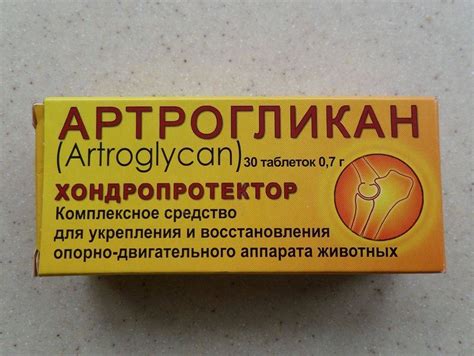 АРТРОГЛИКАН
(Artroglycan) 30 таблеток 0,7 г
ХОНДРОПРОТЕКТОР
Комплексное средство
для укрепления и восстановления
опорно-двигательного аппарата животных